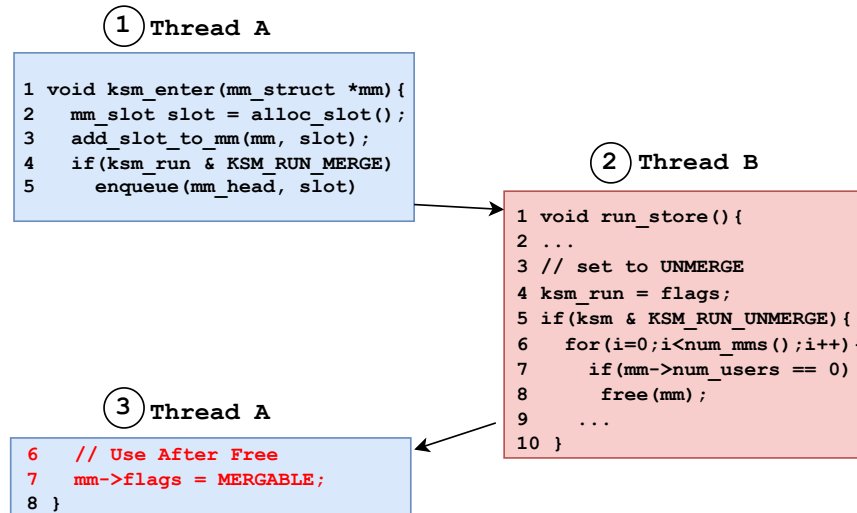 1 Thread A
1 void ksm_enter(mm_struct *mm){
2 mm_slot slot = alloc_slot();
3 add_slot_to_mm(mm, slot);
4 if(ksm_run & KSM_RUN_MERGE)
5 enqueue(mm_head, slot)
2 Thread B
1 void run_store(){
2 ...
3 // set to UNMERGE
4 ksm_run = flags;
5 if(ksm & KSM_RUN_UNMERGE){
6 for(i=0;i<num_mms();i++){
7 if(mm->num_users == 0)
8 free(mm);
9 ...
10 }
3 Thread A
6 // Use After Free
7 mm->flags = MERGABLE;
8 }